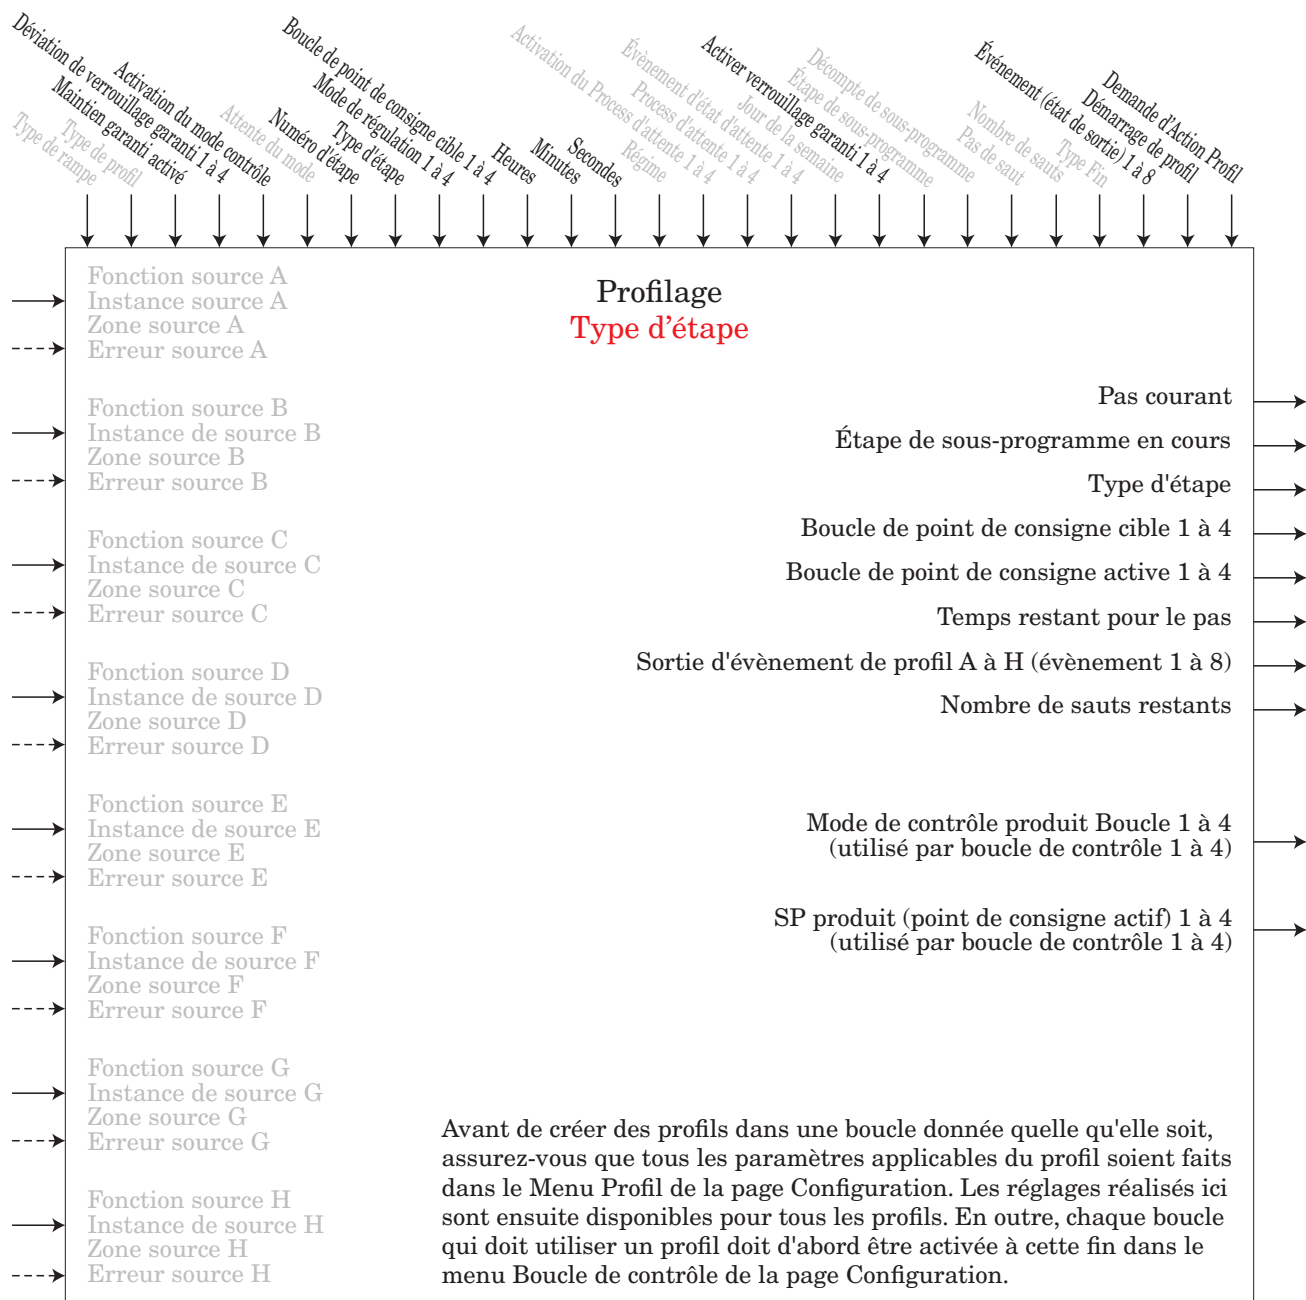 Type de rampe
Type de profil
Déviation de verrouillage garanti 1 à 4
Maintien garanti activé
Activation du mode contrôle
Attente du mode
Numéro d'étape
Type d'étape
Mode de régulation 1 à 4
Boucle de point de consigne cible 1 à 4
Heures
Minutes
Secondes
Régime
Activation du Process d'attente 1 à 4
Process d'attente 1 à 4
Évènement d'état d'attente 1 à 4
Jour de la semaine
Activer verrouillage garanti 1 à 4
Étape de sous-programme
Décompte de sous-programme
Pas de saut
Nombre de sauts
Type Fin
Événement (état de sortie) 1 à 8
Démarrage de profil
Demande d'Action Profil
Profilage
Type d’étape
Fonction source A
Instance source A
Zone source A
Erreur source A
Fonction source B
Instance de source B
Zone source B
Erreur source B
Fonction source C
Instance de source C
Zone source C
Erreur source C
Fonction source D
Instance de source D
Zone source D
Erreur source D
Fonction source E
Instance de source E
Zone source E
Erreur source E
Fonction source F
Instance de source F
Zone source F
Erreur source F
Fonction source G
Instance de source G
Zone source G
Erreur source G
Fonction source H
Instance de source H
Zone source H
Erreur source H
Pas courant
Étape de sous-programme en cours
Type d'étape
Boucle de point de consigne cible 1 à 4
Boucle de point de consigne active 1 à 4
Temps restant pour le pas
Sortie d'évènement de profil A à H (évènement 1 à 8)
Nombre de sauts restants
Mode de contrôle produit Boucle 1 à 4
(utilisé par boucle de contrôle 1 à 4)
SP produit (point de consigne actif) 1 à 4
(utilisé par boucle de contrôle 1 à 4)
Avant de créer des profils dans une boucle donnée quelle qu'elle soit,
assurez-vous que tous les paramètres applicables du profil soient faits
dans le Menu Profil de la page Configuration. Les réglages réalisés ici
sont ensuite disponibles pour tous les profils. En outre, chaque boucle
qui doit utiliser un profil doit d'abord être activée à cette fin dans le
menu Boucle de contrôle de la page Configuration.